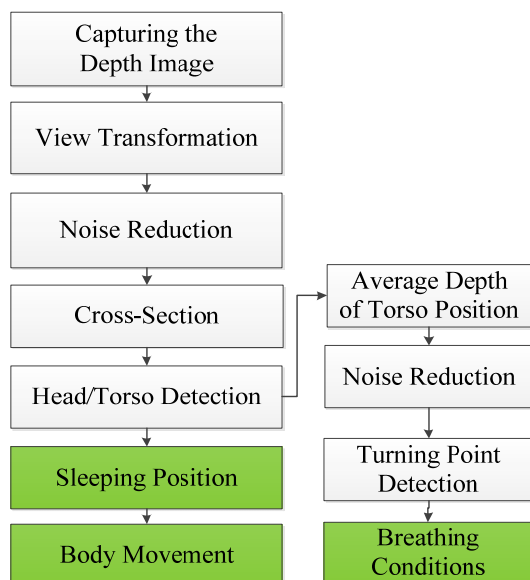 Capturing the
Depth Image
View Transformation
Noise Reduction
Cross-Section
Head/Torso Detection
Sleeping Position
Body Movement
Average Depth
of Torso Position
Noise Reduction
Turning Point
Detection
Breathing
Conditions